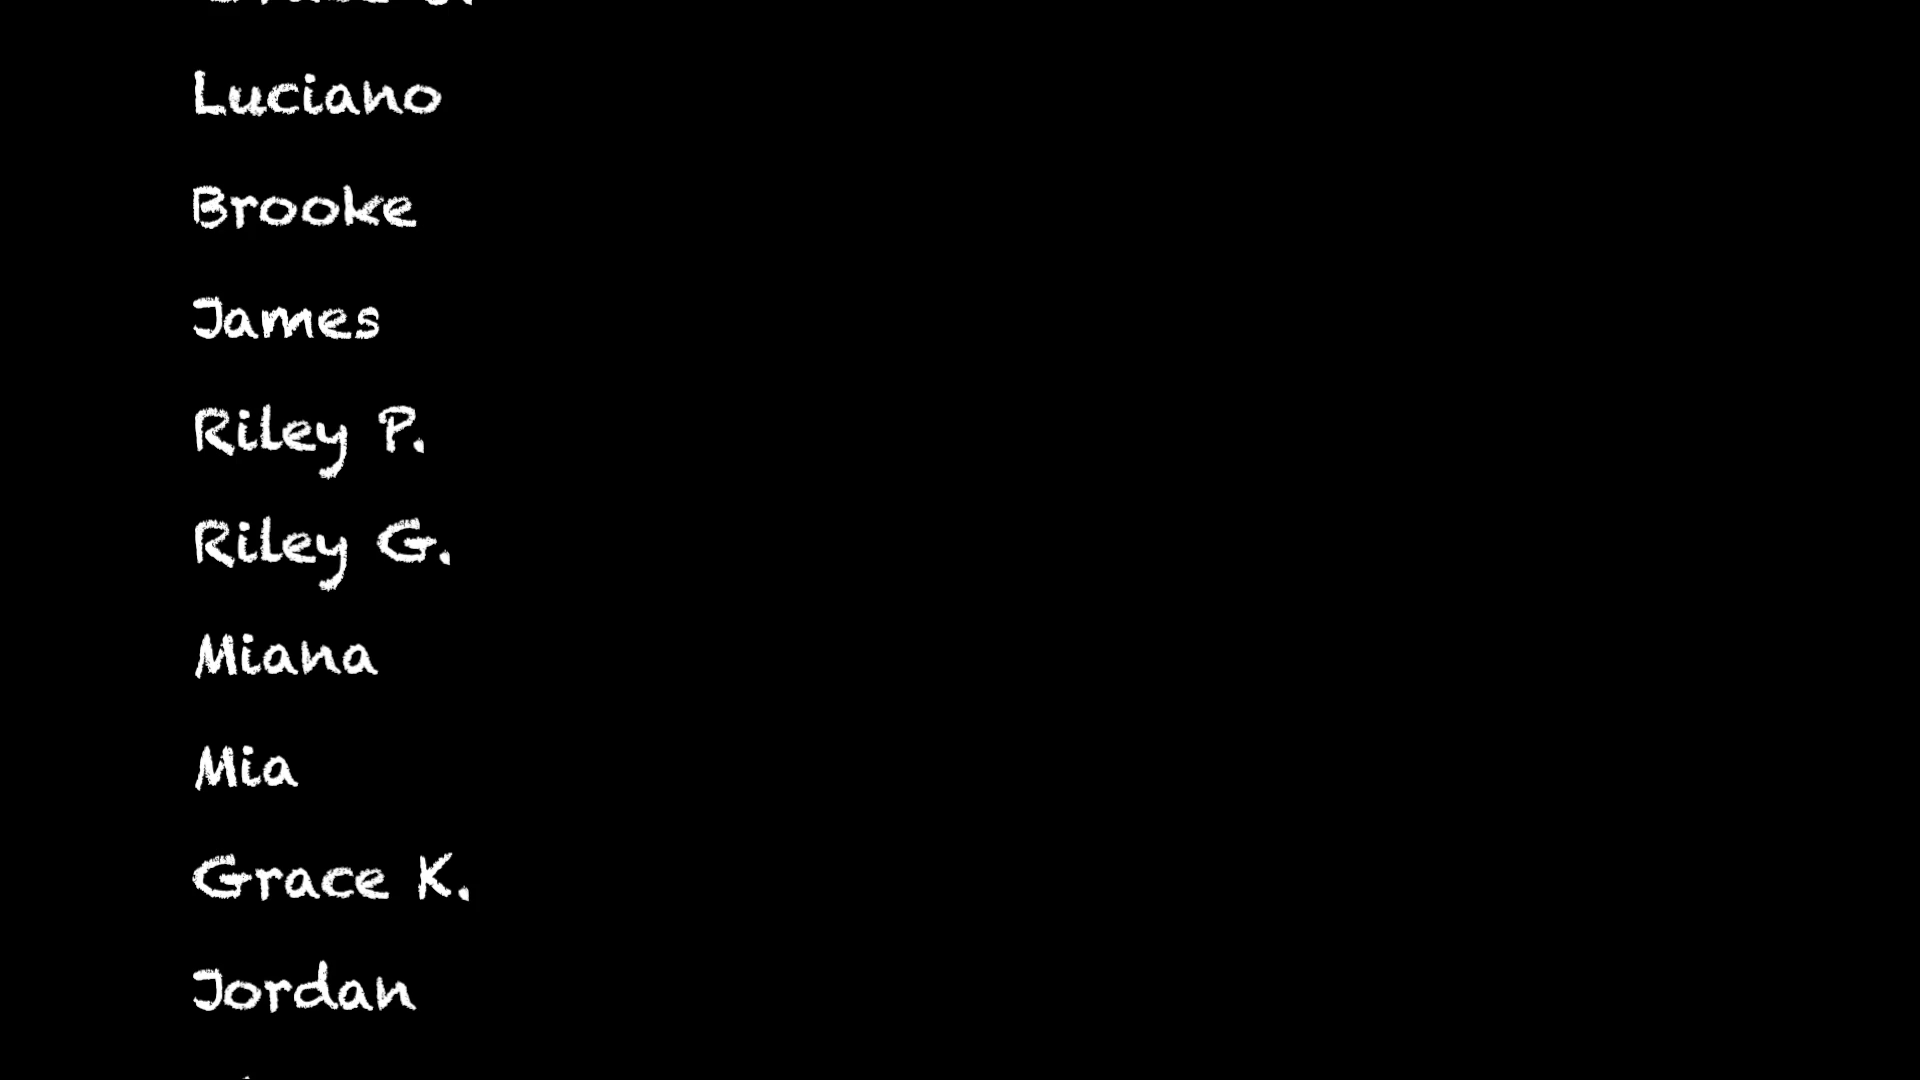 Luciano
Brooke
James
Riley P.
Riley G.
Miana
Mia
Grace K.
Jordan